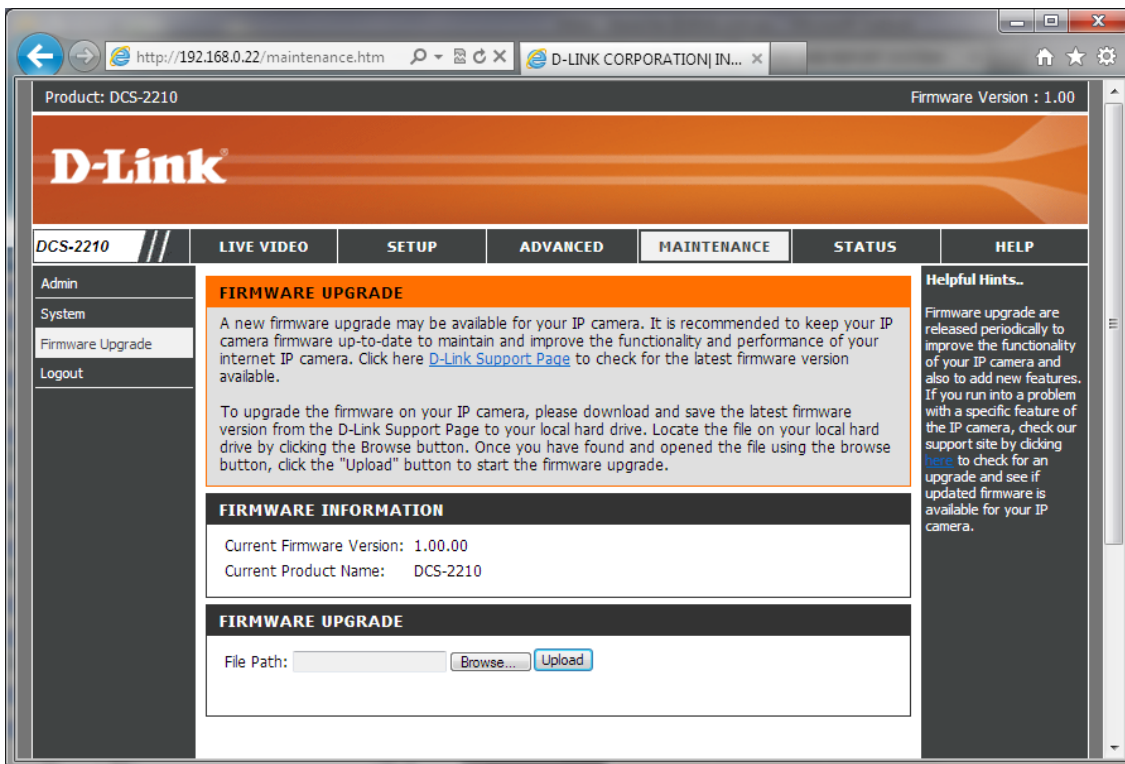 http://192.168.0.22/maintenance.htm
D-LINK CORPORATION| IN...
Product: DCS-2210
Firmware Version : 1.00
D-Link®
DCS-2210
LIVE VIDEO
SETUP
ADVANCED
MAINTENANCE
STATUS
HELP
Admin
System
Firmware Upgrade
Logout
FIRMWARE UPGRADE
A new firmware upgrade may be available for your IP camera. It is recommended to keep your IP
camera firmware up-to-date to maintain and improve the functionality and performance of your
internet IP camera. Click here D-Link Support Page to check for the latest firmware version
available.
To upgrade the firmware on your IP camera, please download and save the latest firmware
version from the D-Link Support Page to your local hard drive. Locate the file on your local hard
drive by clicking the Browse button. Once you have found and opened the file using the browse
button, click the "Upload" button to start the firmware upgrade.
FIRMWARE INFORMATION
Current Firmware Version: 1.00.00
Current Product Name: DCS-2210
FIRMWARE UPGRADE
File Path:
Browse...
Upload
Helpful Hints..
Firmware upgrade are
released periodically to
improve the functionality
of your IP camera and
also to add new features.
If you run into a problem
with a specific feature of
the IP camera, check our
support site by clicking
here to check for an
upgrade and see if
updated firmware is
available for your IP
camera.